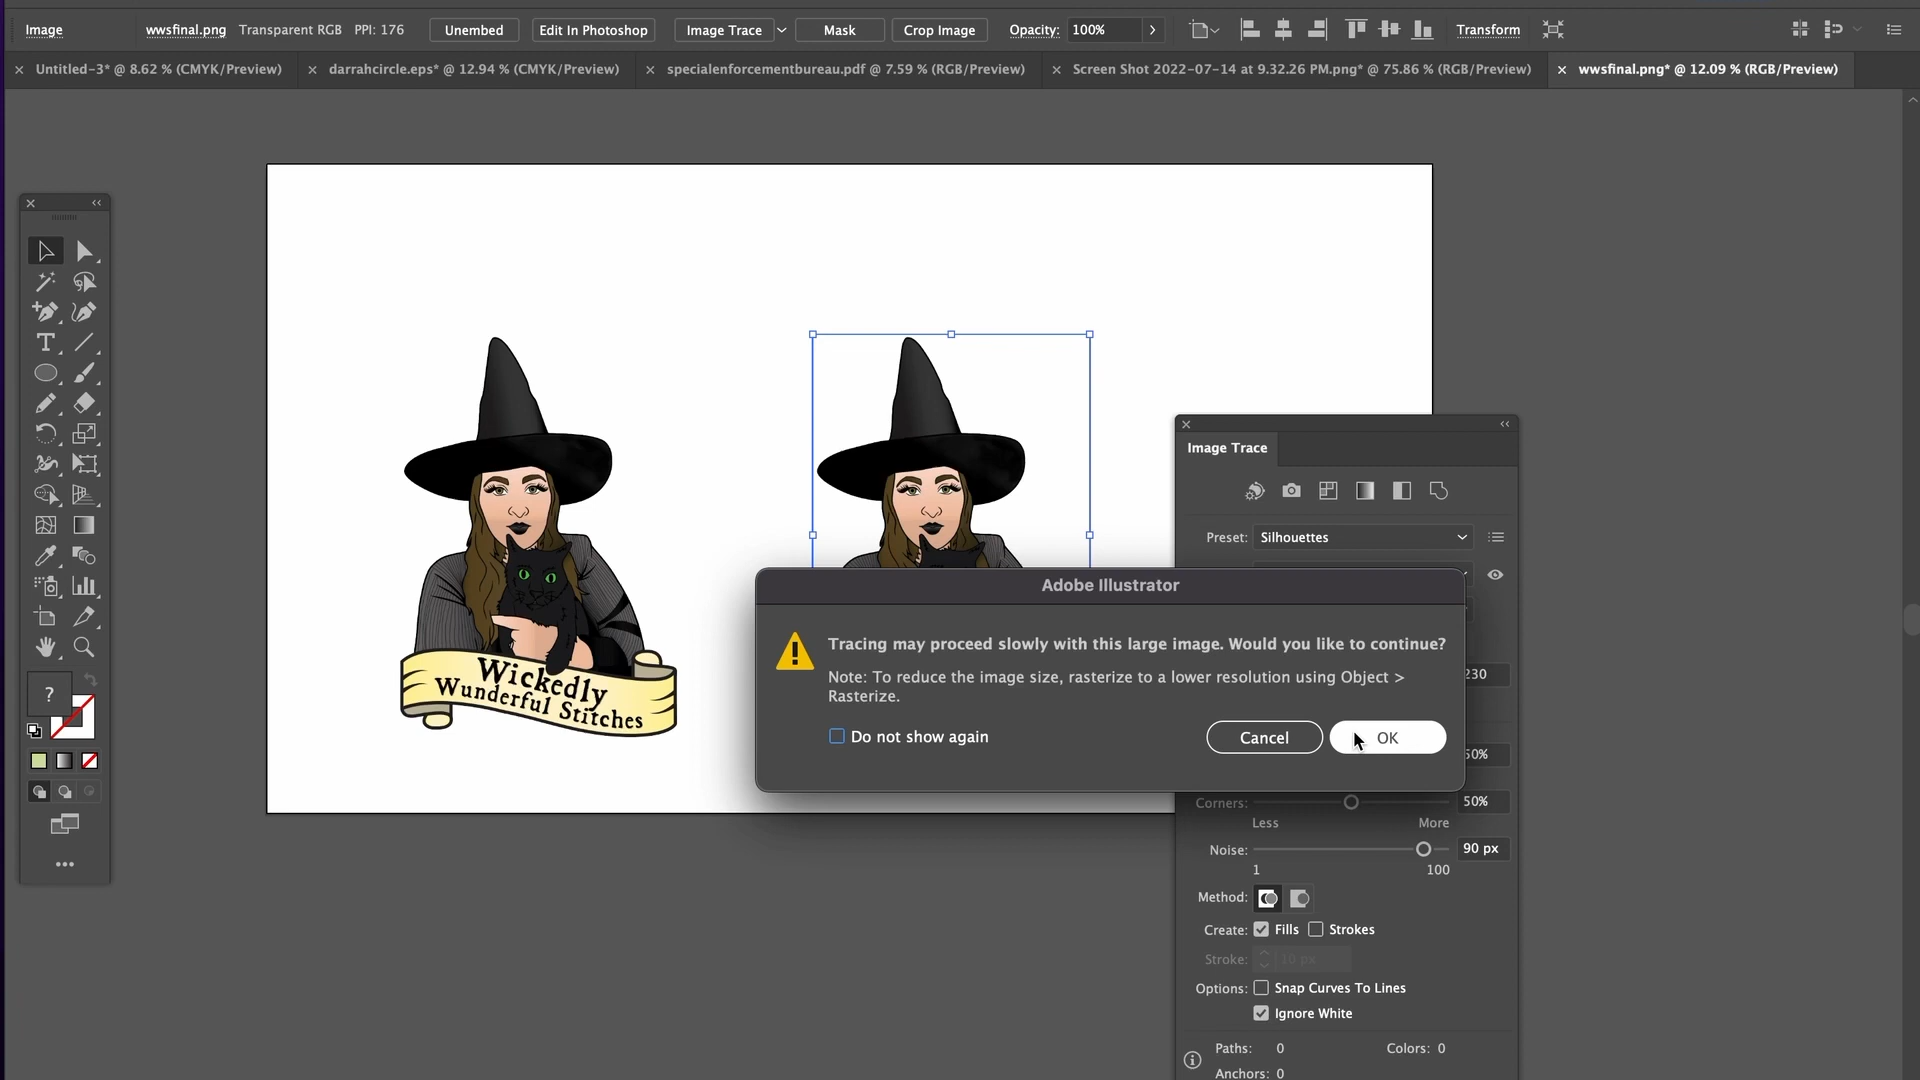 Image
wwsfinal.png
Transparent RGB
PPI: 176
Unembed
Edit In Photoshop
Image Trace
Mask
Crop Image
Opacity:
100%
Transform
Untitled-3* @ 8.62 % (CMYK/Preview)
darrahcircle.eps* @ 12.94 % (CMYK/Preview)
specialenforcementbureau.pdf @ 7.59 % (RGB/Preview)
Screen Shot 2022-07-14 at 9.32.26 PM.png* @ 75.86 % (RGB/Preview)
wwsfinal.png* @ 12.09 % (RGB/Preview)
Wickedly
Wunderful Stitches
?
Image Trace
Preset:
Silhouettes
Adobe Illustrator
Tracing may proceed slowly with this large image. Would you like to continue?
Note: To reduce the image size, rasterize to a lower resolution using Object >
Rasterize.
Do not show again
Cancel
OK
230
Corners:
50%
Less
More
Noise:
90 px
1
100
Method:
Create:
Fills
Strokes
Stroke:
10 px
Options:
Snap Curves To Lines
Ignore White
Paths: 0
Colors: 0
Anchors: 0